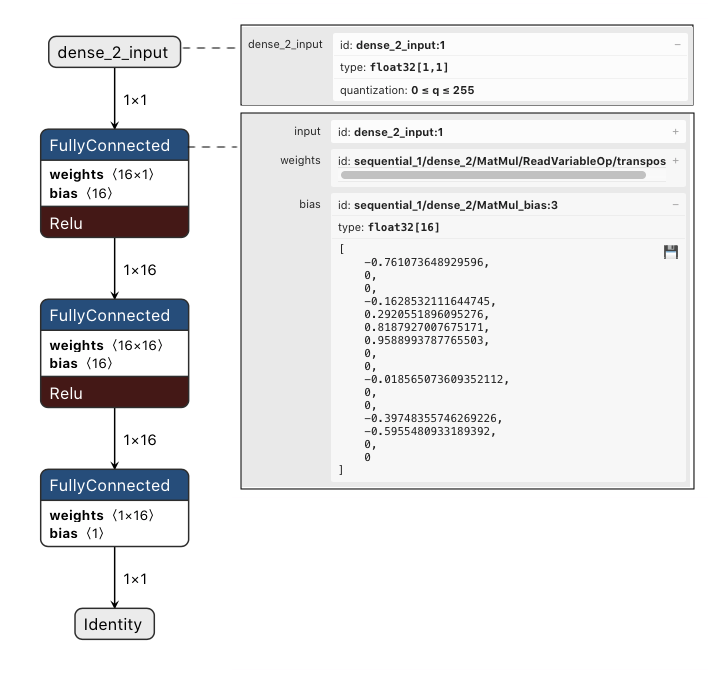 dense_2_input
1×1
FullyConnected
weights ⟨16×1⟩
bias ⟨16⟩
Relu
1×16
FullyConnected
weights ⟨16×16⟩
bias ⟨16⟩
Relu
1×16
FullyConnected
weights ⟨1×16⟩
bias ⟨1⟩
1×1
Identity
dense_2_input id: dense_2_input:1 −
type: float32[1,1]
quantization: 0 ≤ q ≤ 255
input id: dense_2_input:1 +
weights id: sequential_1/dense_2/MatMul/ReadVariableOp/transpos +
bias id: sequential_1/dense_2/MatMul_bias:3 −
type: float32[16]
[
−0.761073648929596,
0,
0,
−0.1628532111644745,
0.2920551896095276,
0.8187927007675171,
0.9588993787765503,
0,
0,
−0.018565073609352112,
0,
0,
−0.39748355746269226,
−0.5955480933189392,
0,
0
]